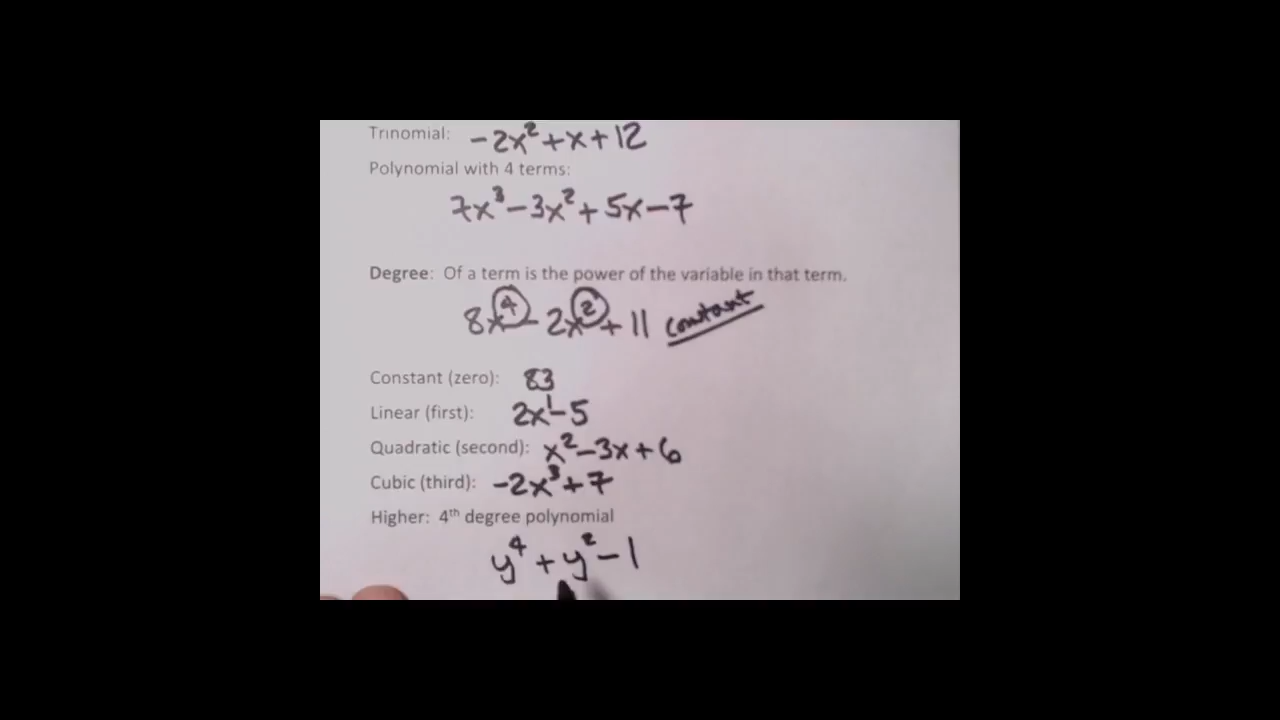 Trinomial: -2x² + x + 12
Polynomial with 4 terms:
7x³ - 3x² + 5x - 7
Degree: Of a term is the power of the variable in that term.
8x⁴ - 2x² + 11 constant
Constant (zero): 83
Linear (first): 2x¹ - 5
Quadratic (second): x² - 3x + 6
Cubic (third): -2x³ + 7
Higher: 4th degree polynomial
y⁴ + y² - 1